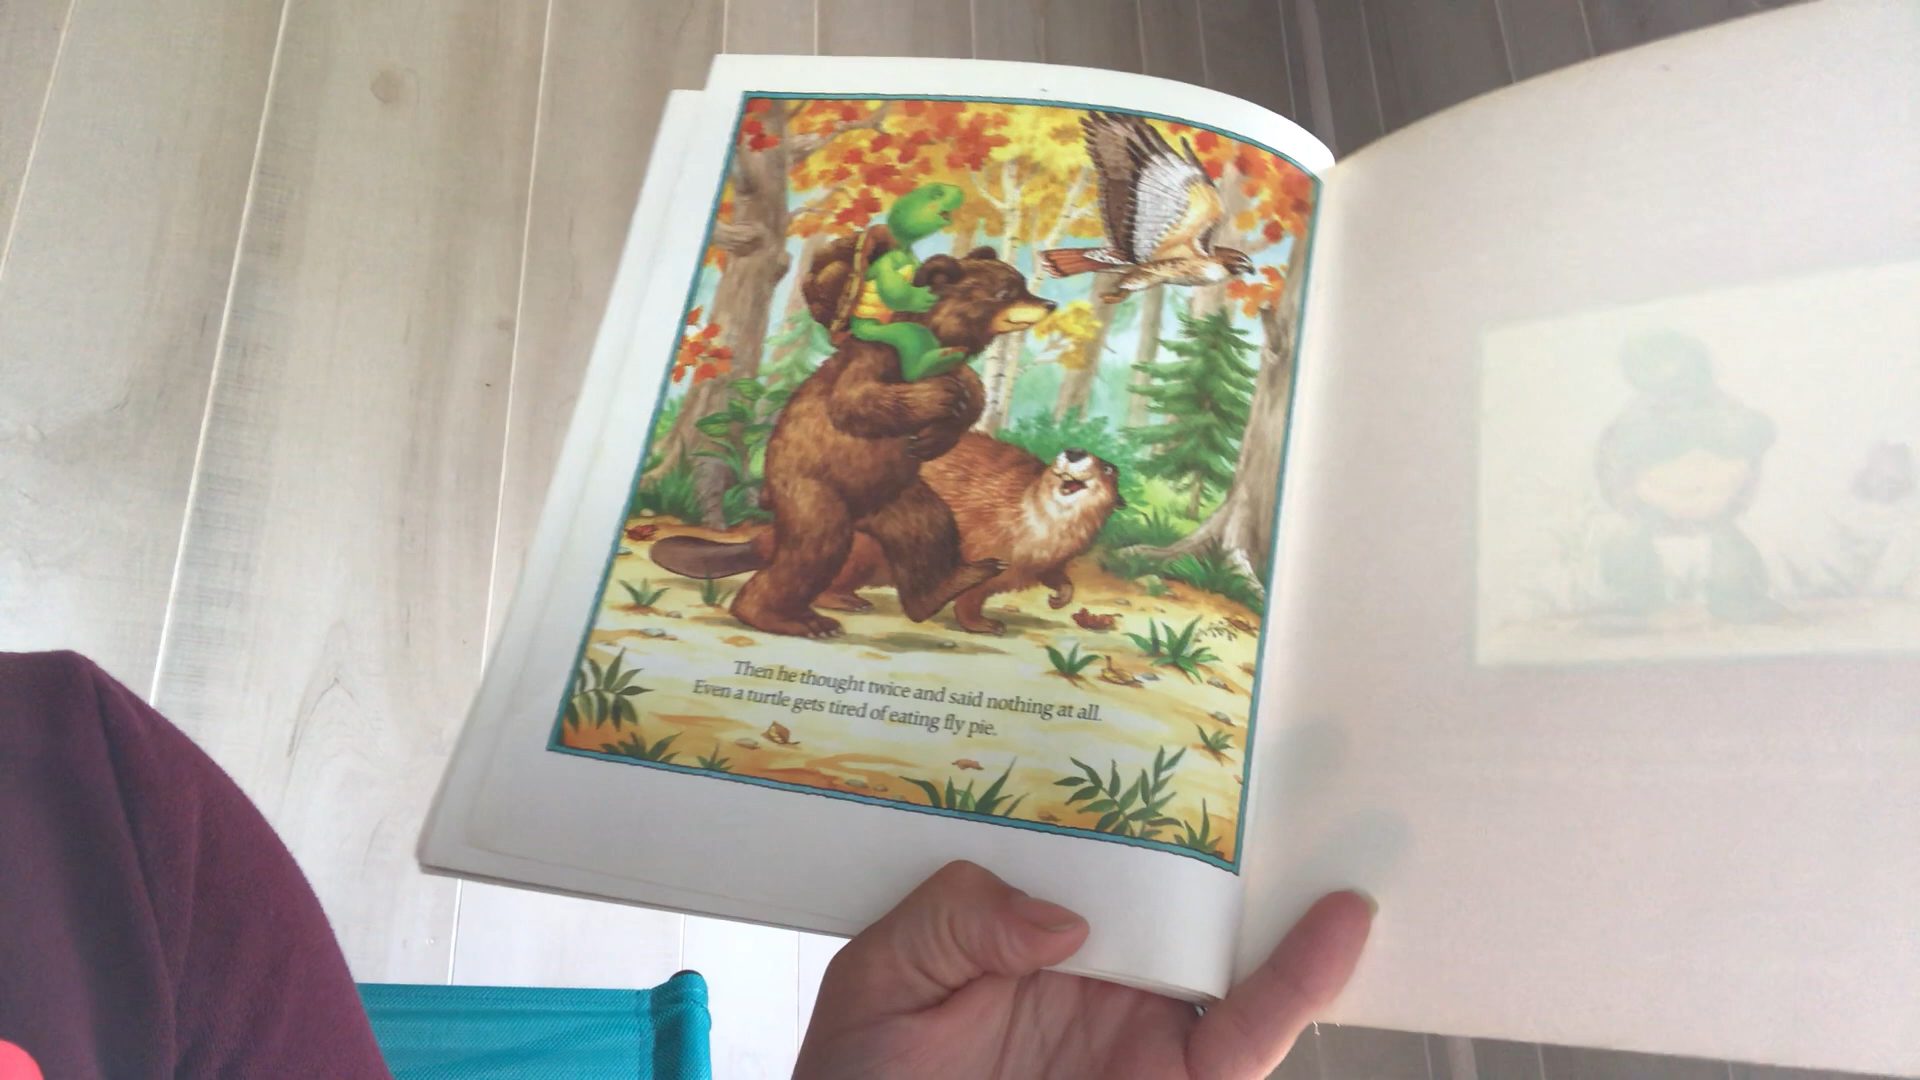 Then he thought twice and said nothing at all.
Even a turtle gets tired of eating fly pie.